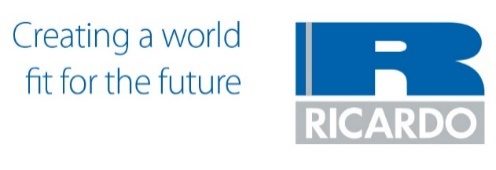 Creating a world
fit for the future
R
RICARDO